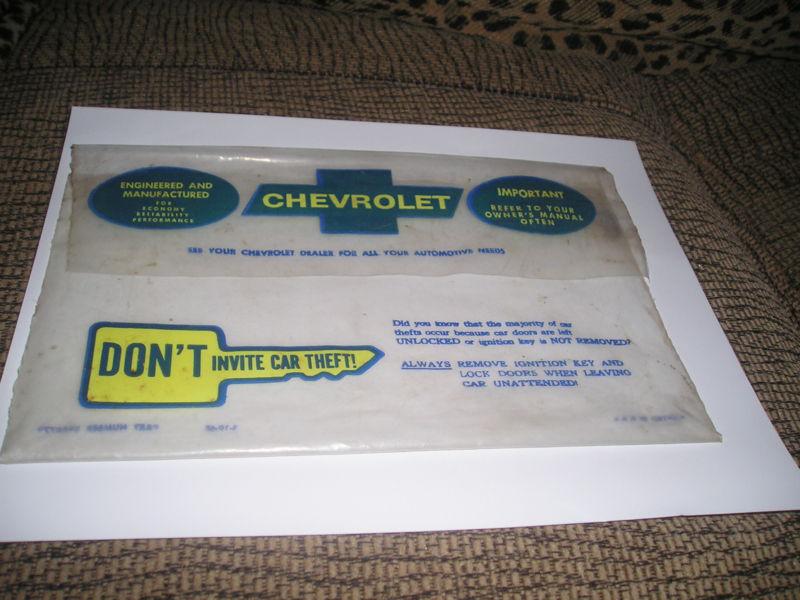 ENGINEERED AND
MANUFACTURED
FOR
ECONOMY
RELIABILITY
PERFORMANCE
CHEVROLET
IMPORTANT
REFER TO YOUR
OWNER'S MANUAL
OFTEN
SEE YOUR CHEVROLET DEALER FOR ALL YOUR AUTOMOTIVE NEEDS
DON'T INVITE CAR THEFT!
Did you know that the majority of car
thefts occur because car doors are left
UNLOCKED or ignition key is NOT REMOVED?
ALWAYS REMOVE IGNITION KEY AND
LOCK DOORS WHEN LEAVING
CAR UNATTENDED!
PART NUMBER